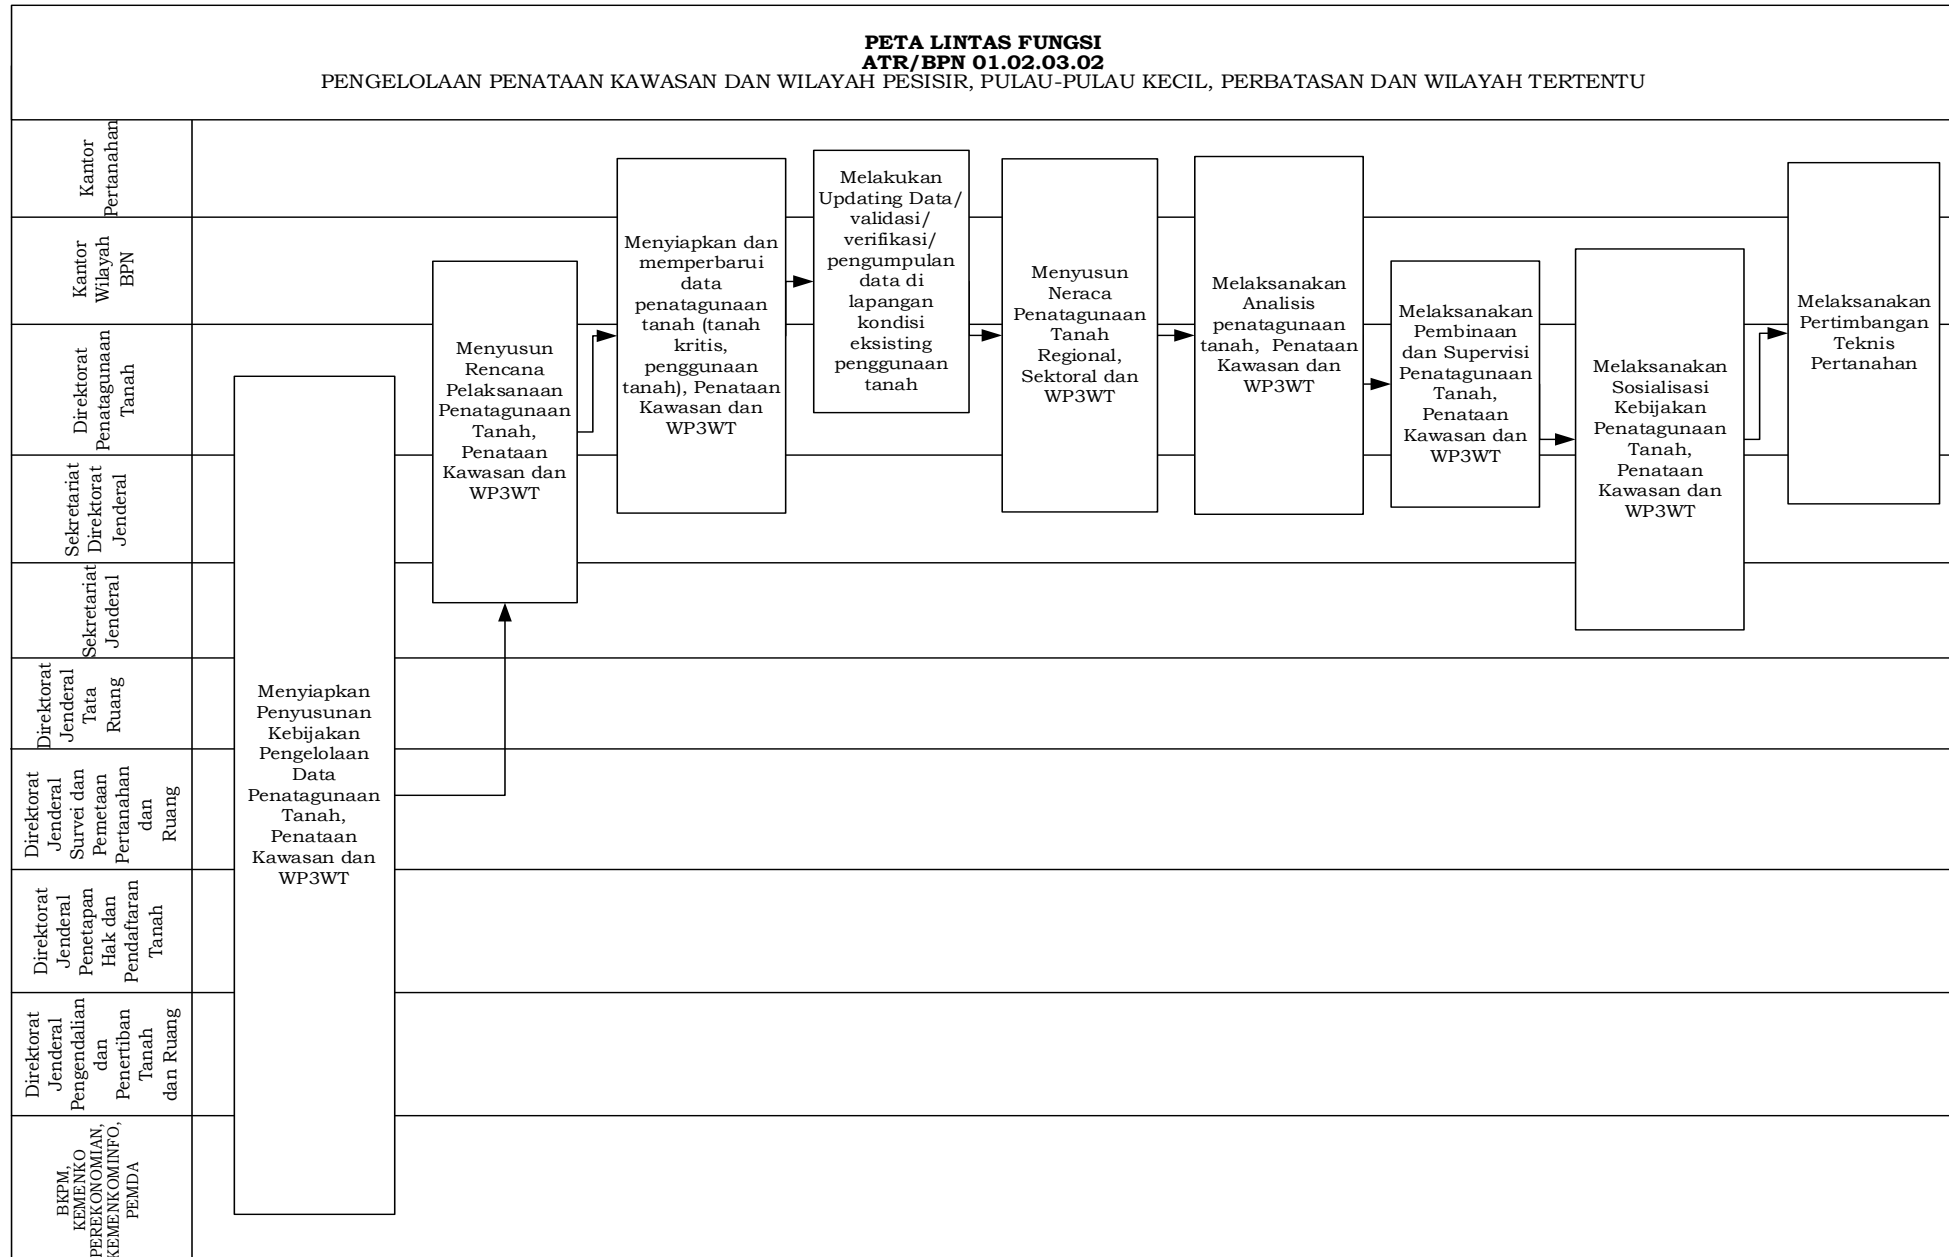 PETA LINTAS FUNGSI
ATR/BPN 01.02.03.02
PENGELOLAAN PENATAAN KAWASAN DAN WILAYAH PESISIR, PULAU-PULAU KECIL, PERBATASAN DAN WILAYAH TERTENTU
Kantor
Pertanahan
Kantor
Wilayah
BPN
Direktorat
Penatagunaan
Tanah
Sekretariat
Direktorat
Jenderal
Sekretariat
Jenderal
Direktorat
Jenderal
Tata
Ruang
Direktorat
Jenderal
Survei dan
Pemetaan
Pertanahan
dan
Ruang
Direktorat
Jenderal
Penetapan
Hak dan
Pendaftaran
Tanah
Direktorat
Jenderal
Pengendalian
dan
Penertiban
Tanah
dan Ruang
BKPM,
KEMENKO
PEREKONOMIAN,
KEMENKOMINFO,
PEMDA
Menyiapkan
Penyusunan
Kebijakan
Pengelolaan
Data
Penatagunaan
Tanah,
Penataan
Kawasan dan
WP3WT
Menyusun
Rencana
Pelaksanaan
Penatagunaan
Tanah,
Penataan
Kawasan dan
WP3WT
Menyiapkan dan
memperbarui
data
penatagunaan
tanah (tanah
kritis,
penggunaan
tanah), Penataan
Kawasan dan
WP3WT
Melakukan
Updating Data/
validasi/
verifikasi/
pengumpulan
data di
lapangan
kondisi
eksisting
penggunaan
tanah
Menyusun
Neraca
Penatagunaan
Tanah
Regional,
Sektoral dan
WP3WT
Melaksanakan
Analisis
penatagunaan
tanah, Penataan
Kawasan dan
WP3WT
Melaksanakan
Pembinaan
dan Supervisi
Penatagunaan
Tanah,
Penataan
Kawasan dan
WP3WT
Melaksanakan
Sosialisasi
Kebijakan
Penatagunaan
Tanah,
Penataan
Kawasan dan
WP3WT
Melaksanakan
Pertimbangan
Teknis
Pertanahan